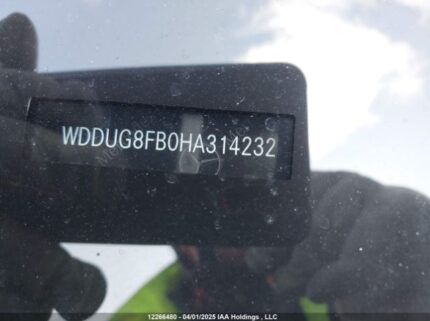 WDDUG8FB0HA314232
12266480 - 04/01/2025 IAA Holdings , LLC